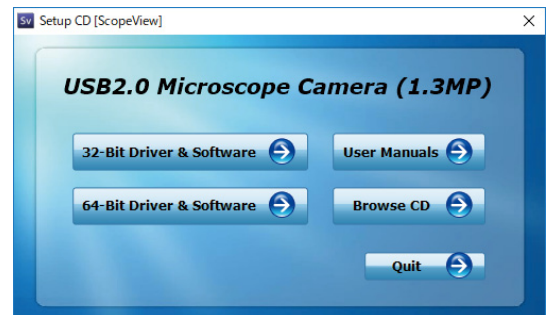 Sv Setup CD [ScopeView]
USB2.0 Microscope Camera (1.3MP)
32-Bit Driver & Software
User Manuals
64-Bit Driver & Software
Browse CD
Quit